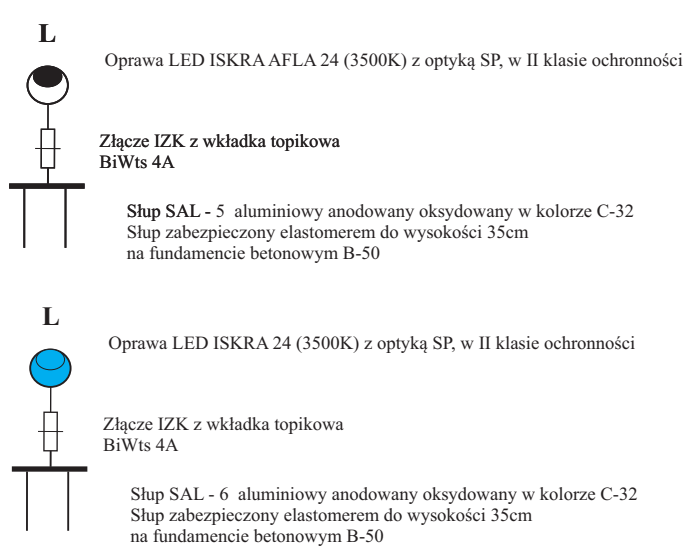 L
Oprawa LED ISKRA AFLA 24 (3500K) z optyką SP, w II klasie ochronności
Złącze IZK z wkładka topikowa
BiWts 4A
Słup SAL - 5 aluminiowy anodowany oksydowany w kolorze C-32
Słup zabezpieczony elastomerem do wysokości 35cm
na fundamencie betonowym B-50
L
Oprawa LED ISKRA 24 (3500K) z optyką SP, w II klasie ochronności
Złącze IZK z wkładka topikowa
BiWts 4A
Słup SAL - 6 aluminiowy anodowany oksydowany w kolorze C-32
Słup zabezpieczony elastomerem do wysokości 35cm
na fundamencie betonowym B-50